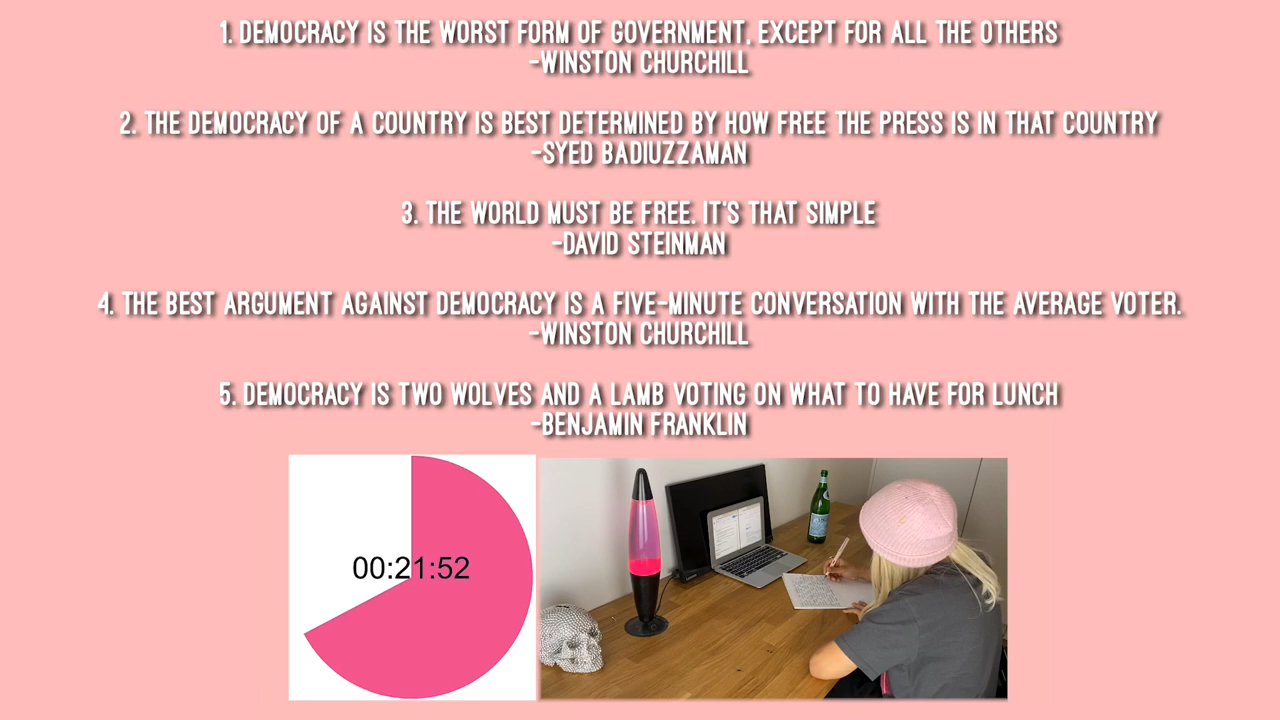 1. DEMOCRACY IS THE WORST FORM OF GOVERNMENT, EXCEPT FOR ALL THE OTHERS
-WINSTON CHURCHILL
2. THE DEMOCRACY OF A COUNTRY IS BEST DETERMINED BY HOW FREE THE PRESS IS IN THAT COUNTRY
-SYED BADIUZZAMAN
3. THE WORLD MUST BE FREE. IT'S THAT SIMPLE
-DAVID STEINMAN
4. THE BEST ARGUMENT AGAINST DEMOCRACY IS A FIVE-MINUTE CONVERSATION WITH THE AVERAGE VOTER.
-WINSTON CHURCHILL
5. DEMOCRACY IS TWO WOLVES AND A LAMB VOTING ON WHAT TO HAVE FOR LUNCH
-BENJAMIN FRANKLIN
00:21:52